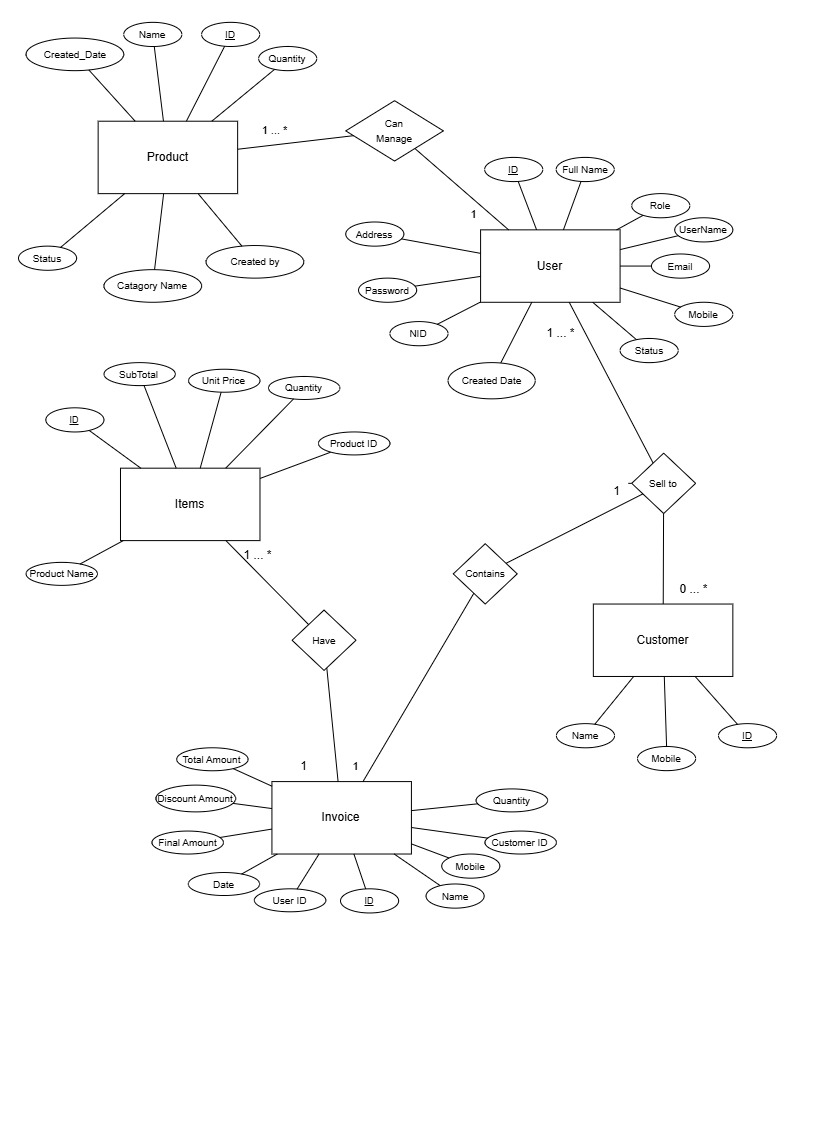 Name
ID
Created_Date
Quantity
1 ... *
Can
Manage
Product
ID
Full Name
Role
1
UserName
Address
Status
Catagory Name
Created by
User
Email
Password
Mobile
NID
1 ... *
Status
Created Date
SubTotal
Unit Price
Quantity
ID
Product ID
Items
1
Sell to
1 ... *
Product Name
Contains
0 ... *
Have
Customer
Name
ID
Mobile
Total Amount
1
1
Discount Amount
Quantity
Invoice
Final Amount
Customer ID
Mobile
Date
User ID
ID
Name